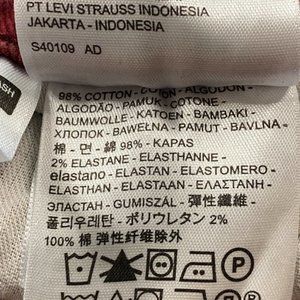 PT LEVI STRAUSS INDONESIA
JAKARTA - INDONESIA
S40109 AD
98% COTTON - COTON - ALGODON -
ALGODÃO - PAMUK - COTONE -
BAUMWOLLE - KATOEN - BAMBAKI -
ХЛОПОК - BAWEŁNA - PAMUT - BAVLNA -
棉 - 면 - 綿 98% - KAPAS
2% ELASTANE - ELASTHANNE -
elastano - ELASTAN - ELASTOMERO -
ELASTHAN - ELASTAAN - ΕΛΑΣΤΑΝΗ -
ЭЛАСТАН - GUMISZÁL - 彈性纖維 -
폴리우레탄 - ポリウレタン 2%
100% 棉 弹性纤维除外
P